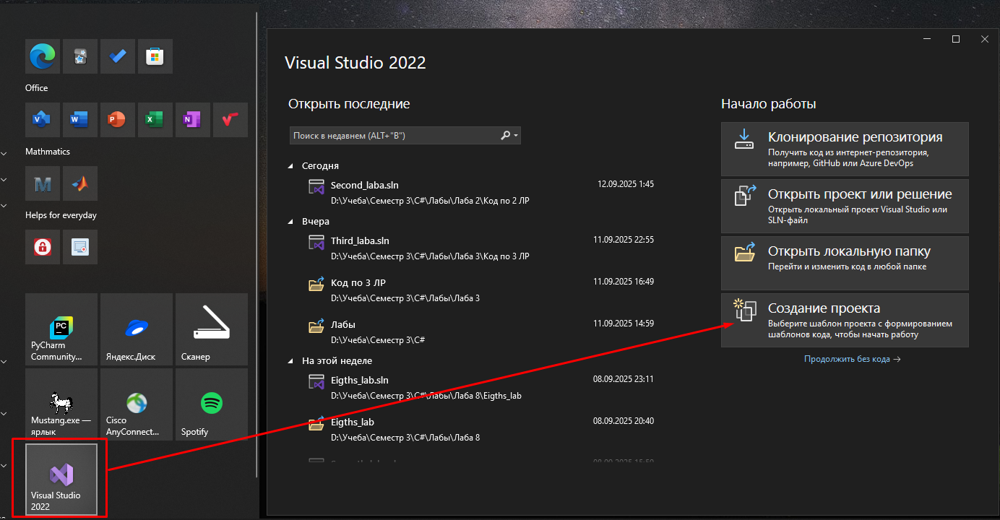 Office
Mathmatics
Helps for everyday
PyCharm
Community...
Яндекс.Диск
Сканер
Mustang.exe —
ярлык
Cisco
AnyConnect...
Spotify
Visual Studio
2022
Visual Studio 2022
Открыть последние
Поиск в недавнем (ALT+"В")
Сегодня
Second_laba.sln
12.09.2025 1:45
D:\Учеба\Семестр 3\C#\Лабы\Лаба 2\Код по 2 ЛР
Вчера
Third_laba.sln
11.09.2025 22:55
D:\Учеба\Семестр 3\C#\Лабы\Лаба 3\Код по 3 ЛР
Код по 3 ЛР
11.09.2025 16:49
D:\Учеба\Семестр 3\C#\Лабы\Лаба 3
Лабы
11.09.2025 14:59
D:\Учеба\Семестр 3\C#
На этой неделе
Eigths_lab.sln
08.09.2025 23:11
D:\Учеба\Семестр 3\C#\Лабы\Лаба 8\Eigths_lab
Eigths_lab
08.09.2025 20:40
D:\Учеба\Семестр 3\C#\Лабы\Лаба 8
Начало работы
Клонирование репозитория
Получить код из интернет-репозитория,
например, GitHub или Azure DevOps
Открыть проект или решение
Открыть локальный проект Visual Studio или
SLN-файл
Открыть локальную папку
Перейти и изменить код в любой папке
Создание проекта
Выберите шаблон проекта с формированием
шаблонов кода, чтобы начать работу
Продолжить без кода →